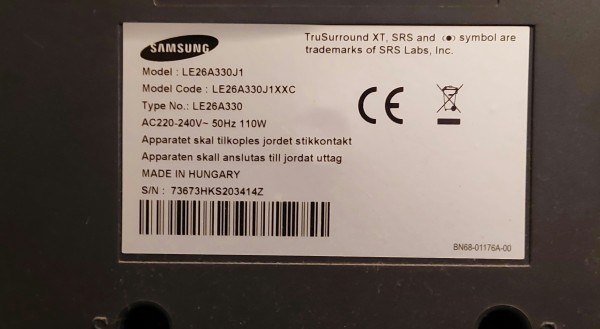 SAMSUNG
TruSurround XT, SRS and (●) symbol are
trademarks of SRS Labs, Inc.
Model : LE26A330J1
Model Code : LE26A330J1XXC
Type No.: LE26A330
AC220-240V~ 50Hz 110W
Apparatet skal tilkoples jordet stikkontakt
Apparaten skall anslutas till jordat uttag
MADE IN HUNGARY
S/N : 73673HKS203414Z
CE
BN68-01176A-00